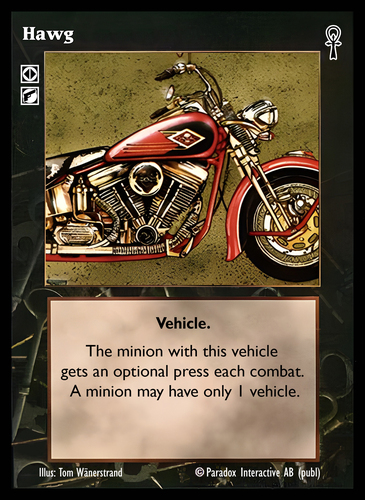 Hawg
Vehicle.
The minion with this vehicle
gets an optional press each combat.
A minion may have only 1 vehicle.
Illus: Tom Wänerstrand
© Paradox Interactive AB (publ)